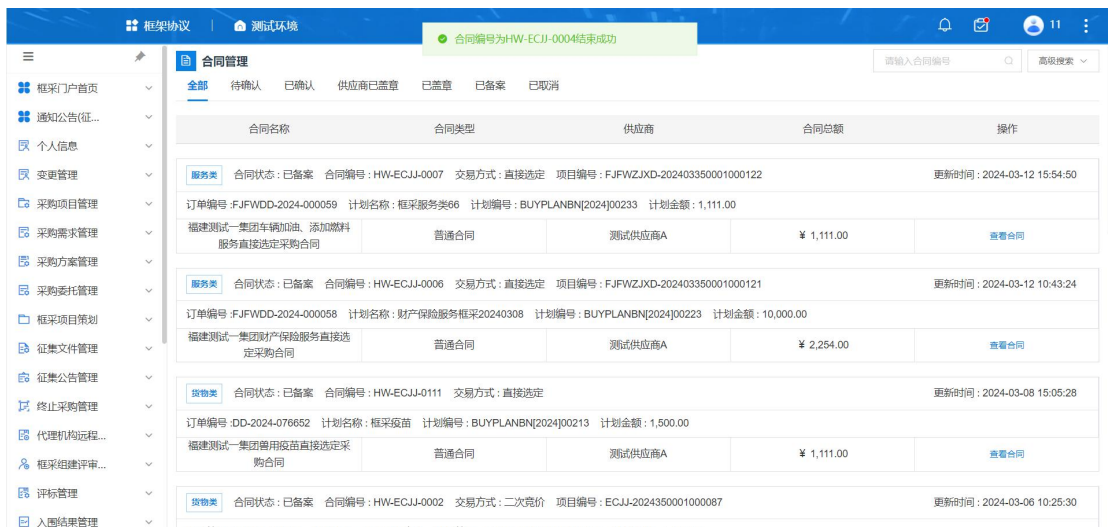 框架协议 | 测试环境
合同编号为HW-ECJJ-0004结束成功
11
合同管理
请输入合同编号
高级搜索
全部 待确认 已确认 供应商已盖章 已盖章 已备案 已取消
框采门户首页
通知公告(征...
个人信息
变更管理
采购项目管理
采购需求管理
采购方案管理
采购委托管理
框采项目策划
征集文件管理
征集公告管理
终止采购管理
代理机构远程...
框采组建评审...
评标管理
入围结果管理
合同名称 合同类型 供应商 合同总额 操作
服务类 合同状态 : 已备案 合同编号 : HW-ECJJ-0007 交易方式 : 直接选定 项目编号 : FJFWZJXD-202403350001000122 更新时间 : 2024-03-12 15:54:50
订单编号 :FJFWDD-2024-000059 计划名称 : 框采服务类66 计划编号 : BUYPLANBN[2024]00233 计划金额 : 1,111.00
福建测试一集团车辆加油、添加燃料
服务直接选定采购合同
普通合同 测试供应商A ¥ 1,111.00 查看合同
服务类 合同状态 : 已备案 合同编号 : HW-ECJJ-0006 交易方式 : 直接选定 项目编号 : FJFWZJXD-202403350001000121 更新时间 : 2024-03-12 10:43:24
订单编号 :FJFWDD-2024-000058 计划名称 : 财产保险服务框采20240308 计划编号 : BUYPLANBN[2024]00223 计划金额 : 10,000.00
福建测试一集团财产保险服务直接选
定采购合同
普通合同 测试供应商A ¥ 2,254.00 查看合同
货物类 合同状态 : 已备案 合同编号 : HW-ECJJ-0111 交易方式 : 直接选定 更新时间 : 2024-03-08 15:05:28
订单编号 :DD-2024-076652 计划名称 : 框采疫苗 计划编号 : BUYPLANBN[2024]00213 计划金额 : 1,500.00
福建测试一集团兽用疫苗直接选定采
购合同
普通合同 测试供应商A ¥ 1,111.00 查看合同
货物类 合同状态 : 已备案 合同编号 : HW-ECJJ-0002 交易方式 : 二次竞价 项目编号 : ECJJ-2024350001000087 更新时间 : 2024-03-06 10:25:30